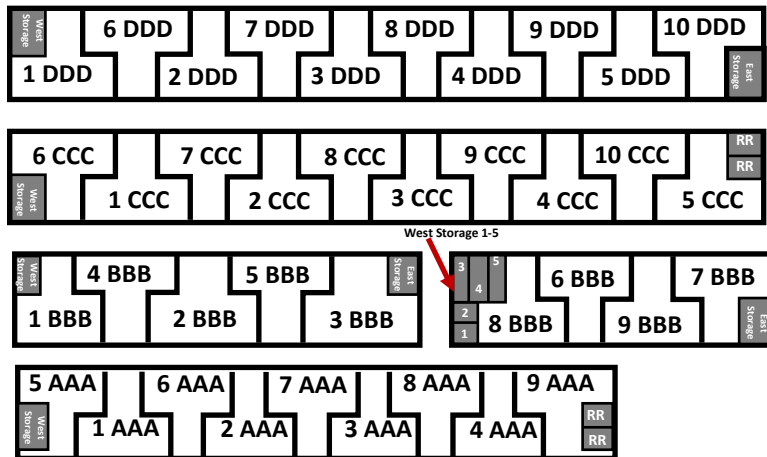 West Storage
6 DDD 7 DDD 8 DDD 9 DDD 10 DDD
1 DDD 2 DDD 3 DDD 4 DDD 5 DDD
East Storage
6 CCC 7 CCC 8 CCC 9 CCC 10 CCC
RR
RR
West Storage
1 CCC 2 CCC 3 CCC 4 CCC 5 CCC
West Storage 1-5
West Storage
4 BBB 5 BBB
East Storage
1 BBB 2 BBB 3 BBB
3 4 5
2
1
6 BBB 7 BBB
8 BBB 9 BBB
East Storage
5 AAA 6 AAA 7 AAA 8 AAA 9 AAA
West Storage
1 AAA 2 AAA 3 AAA 4 AAA
RR
RR